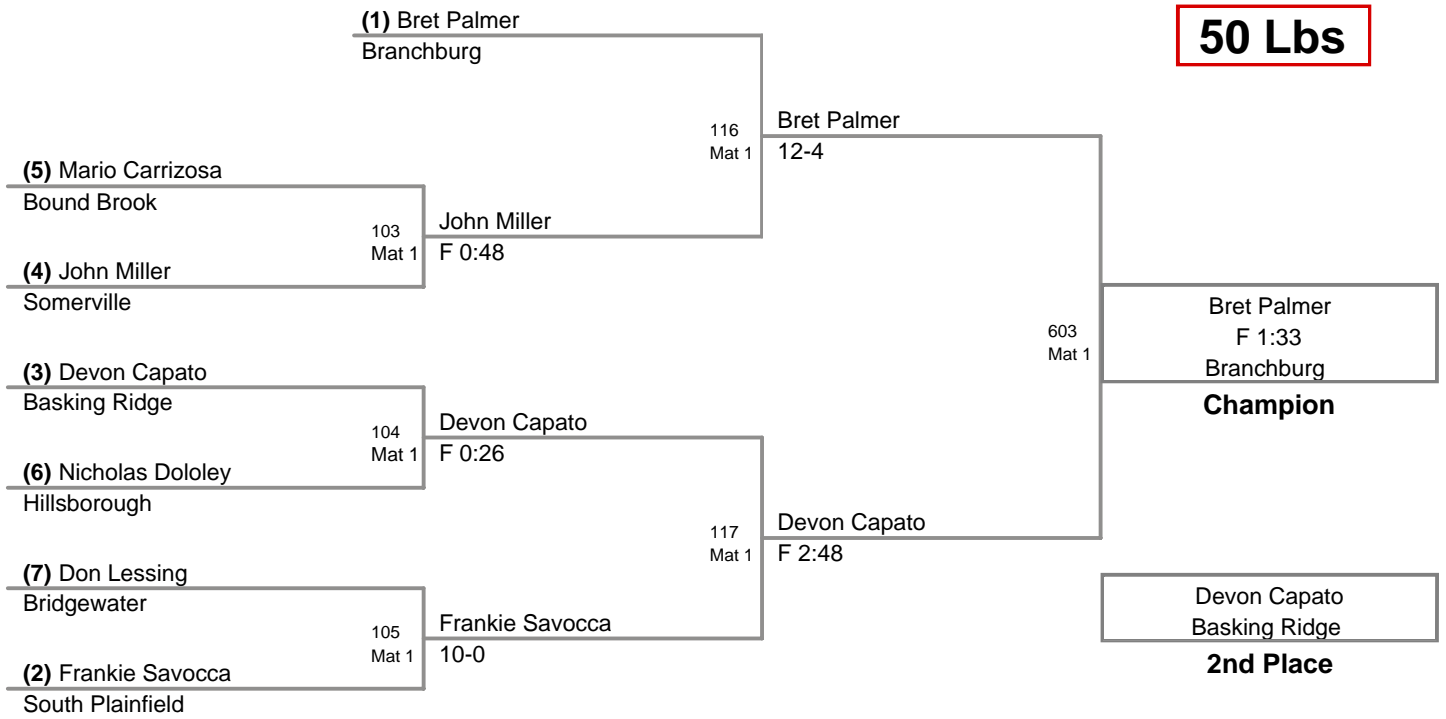 (1) Bret Palmer
Branchburg
50 Lbs
116
Mat 1
Bret Palmer
12-4
(5) Mario Carrizosa
Bound Brook
103
Mat 1
John Miller
F 0:48
(4) John Miller
Somerville
603
Mat 1
Bret Palmer
F 1:33
Branchburg
Champion
(3) Devon Capato
Basking Ridge
104
Mat 1
Devon Capato
F 0:26
(6) Nicholas Dololey
Hillsborough
117
Mat 1
Devon Capato
F 2:48
(7) Don Lessing
Bridgewater
105
Mat 1
Frankie Savocca
10-0
(2) Frankie Savocca
South Plainfield
Devon Capato
Basking Ridge
2nd Place